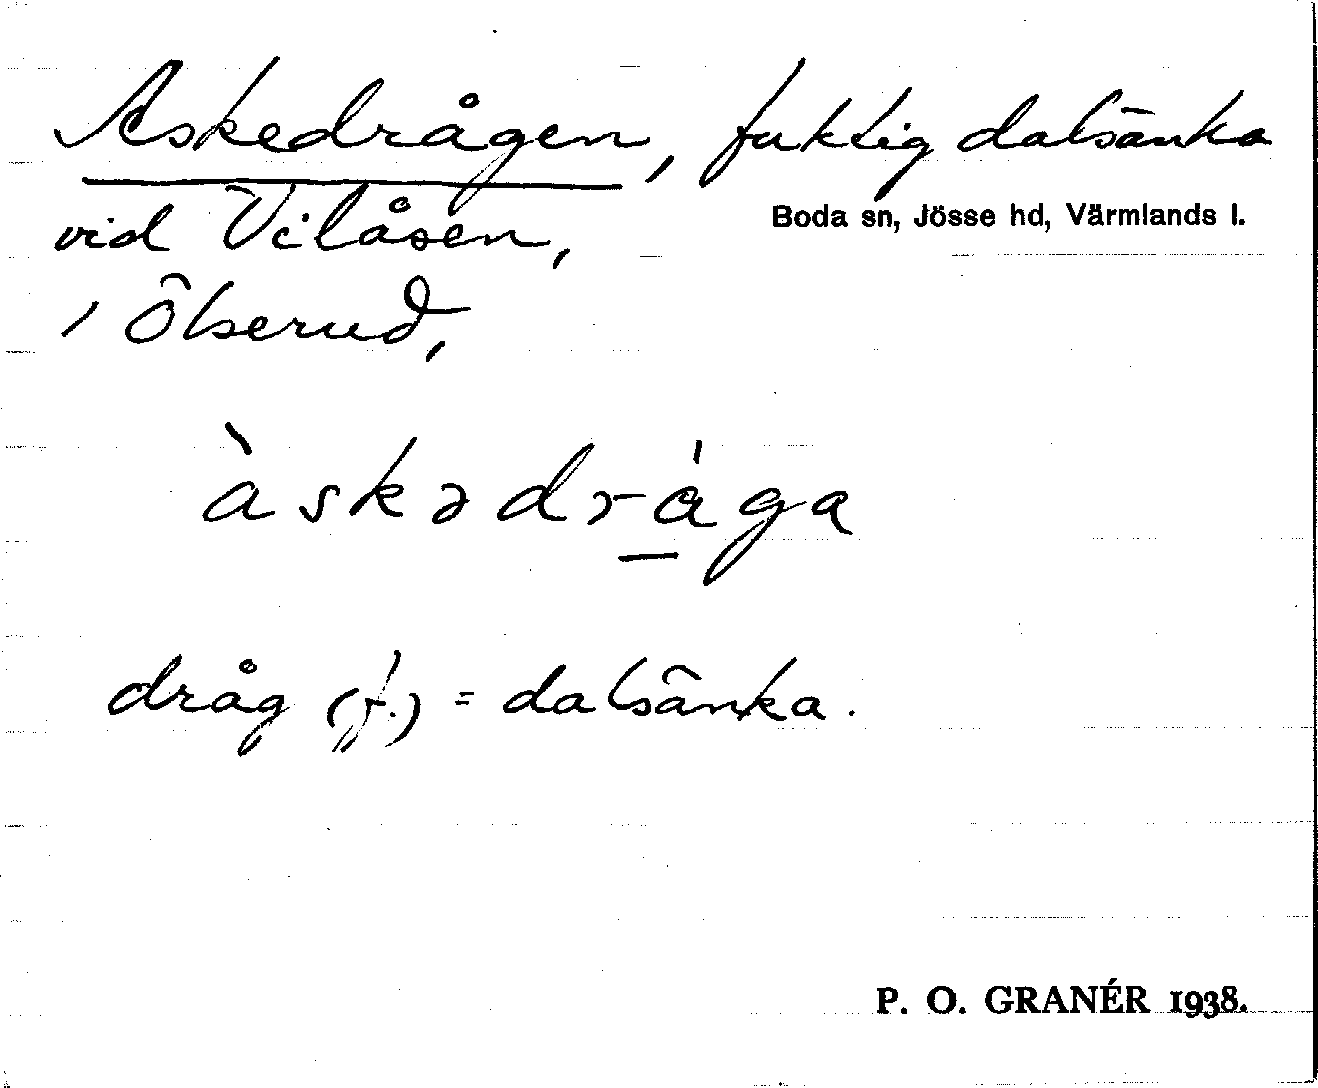 Askedrågen, fuktig dalsänka
Boda sn, Jösse hd, Värmlands l.
vid Vilåsen,
i Ölserud,
àskədrága
dråg (f.) = dalsänka.
P. O. GRANÉR 1938.